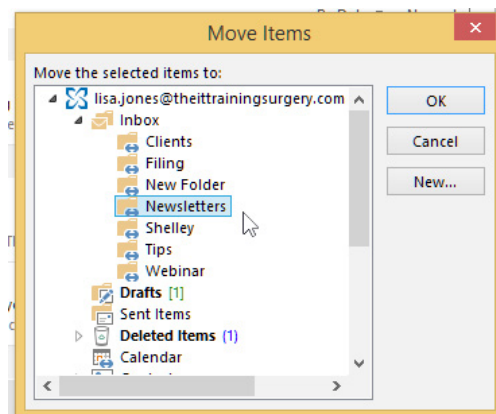 Move Items
Move the selected items to:
lisa.jones@theittrainingsurgery.com
Inbox
Clients
Filing
New Folder
Newsletters
Shelley
Tips
Webinar
Drafts [1]
Sent Items
Deleted Items (1)
Calendar
OK
Cancel
New...